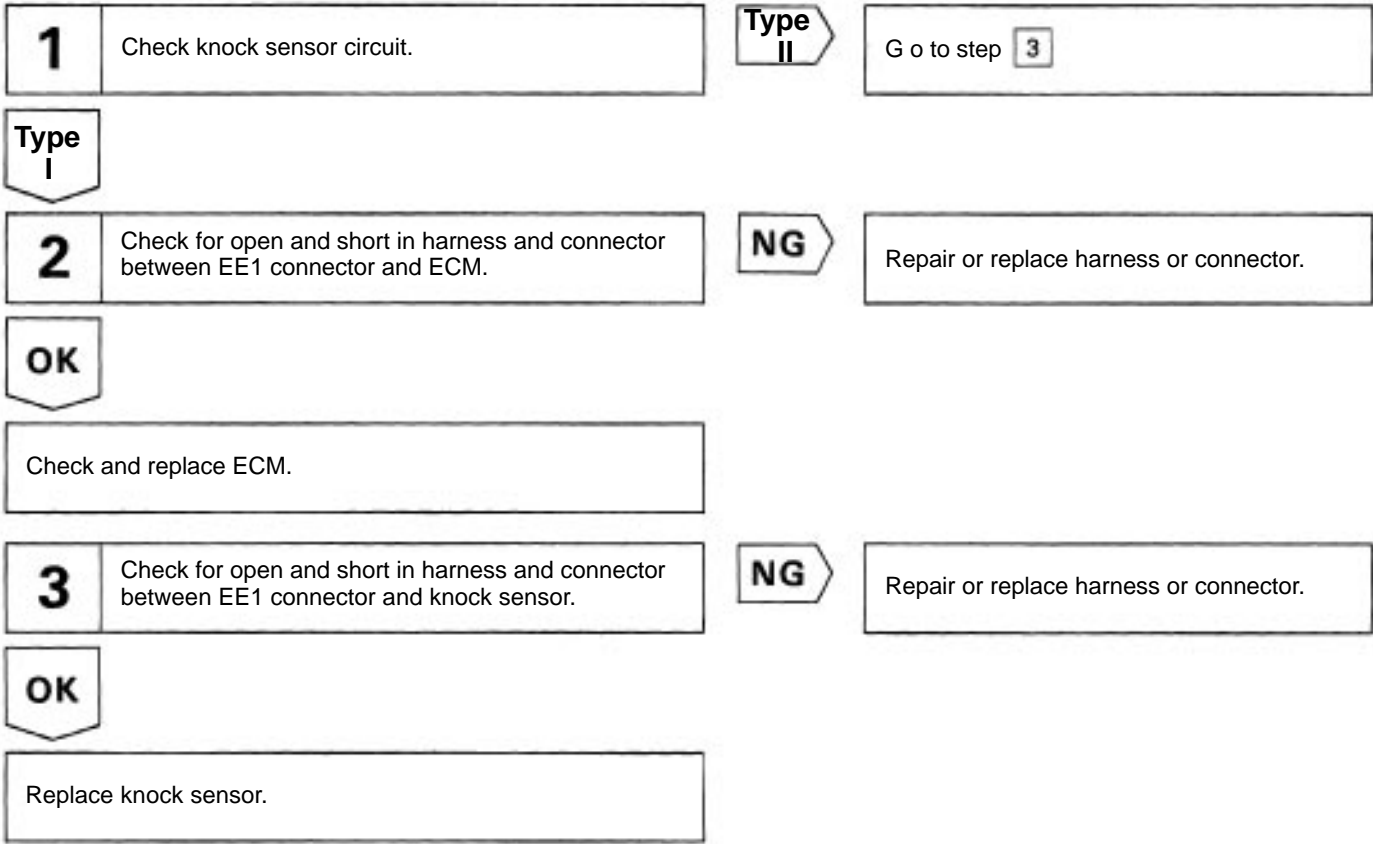 1
Check knock sensor circuit.
Type
II
G o to step 3
Type
I
2
Check for open and short in harness and connector
between EE1 connector and ECM.
NG
Repair or replace harness or connector.
OK
Check and replace ECM.
3
Check for open and short in harness and connector
between EE1 connector and knock sensor.
NG
Repair or replace harness or connector.
OK
Replace knock sensor.